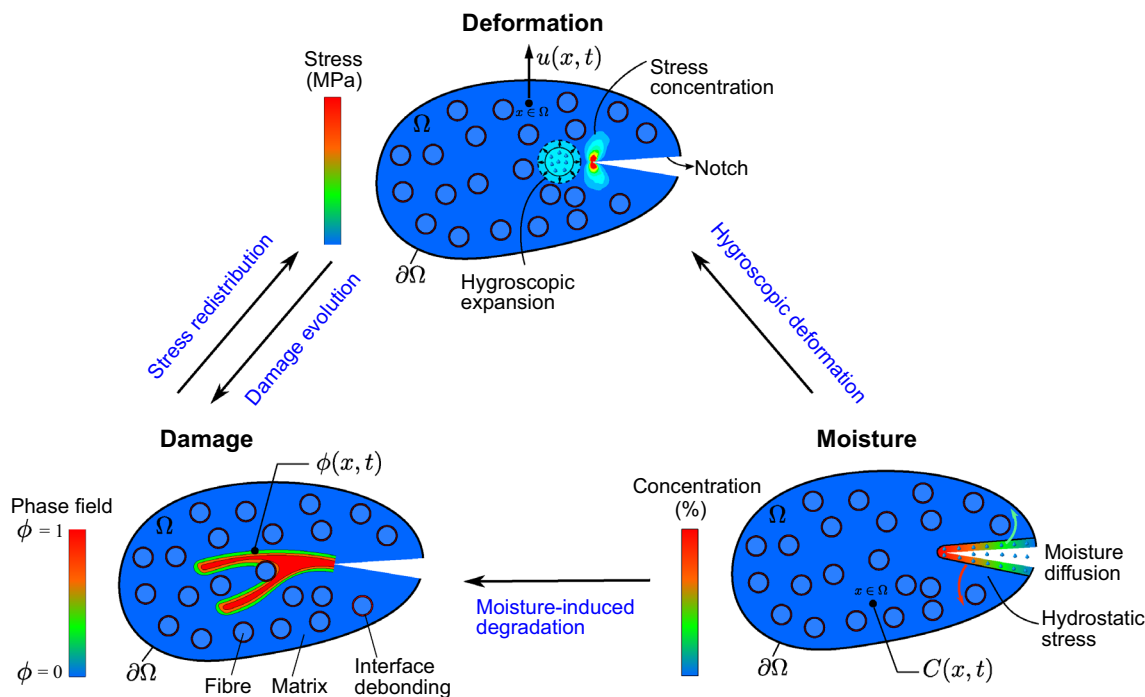 Deformation
Stress
(MPa)
u(x, t)
Stress
concentration
x ∈ Ω
Ω
Notch
∂Ω
Hygroscopic
expansion
Stress redistribution
Damage evolution
Hygroscopic deformation
Damage
Moisture
ϕ(x, t)
Phase field
ϕ = 1
Ω
ϕ = 0
∂Ω
Fibre
Matrix
Interface
debonding
Moisture-induced
degradation
Concentration
(%)
Ω
Moisture
diffusion
x ∈ Ω
Hydrostatic
stress
∂Ω
C(x, t)